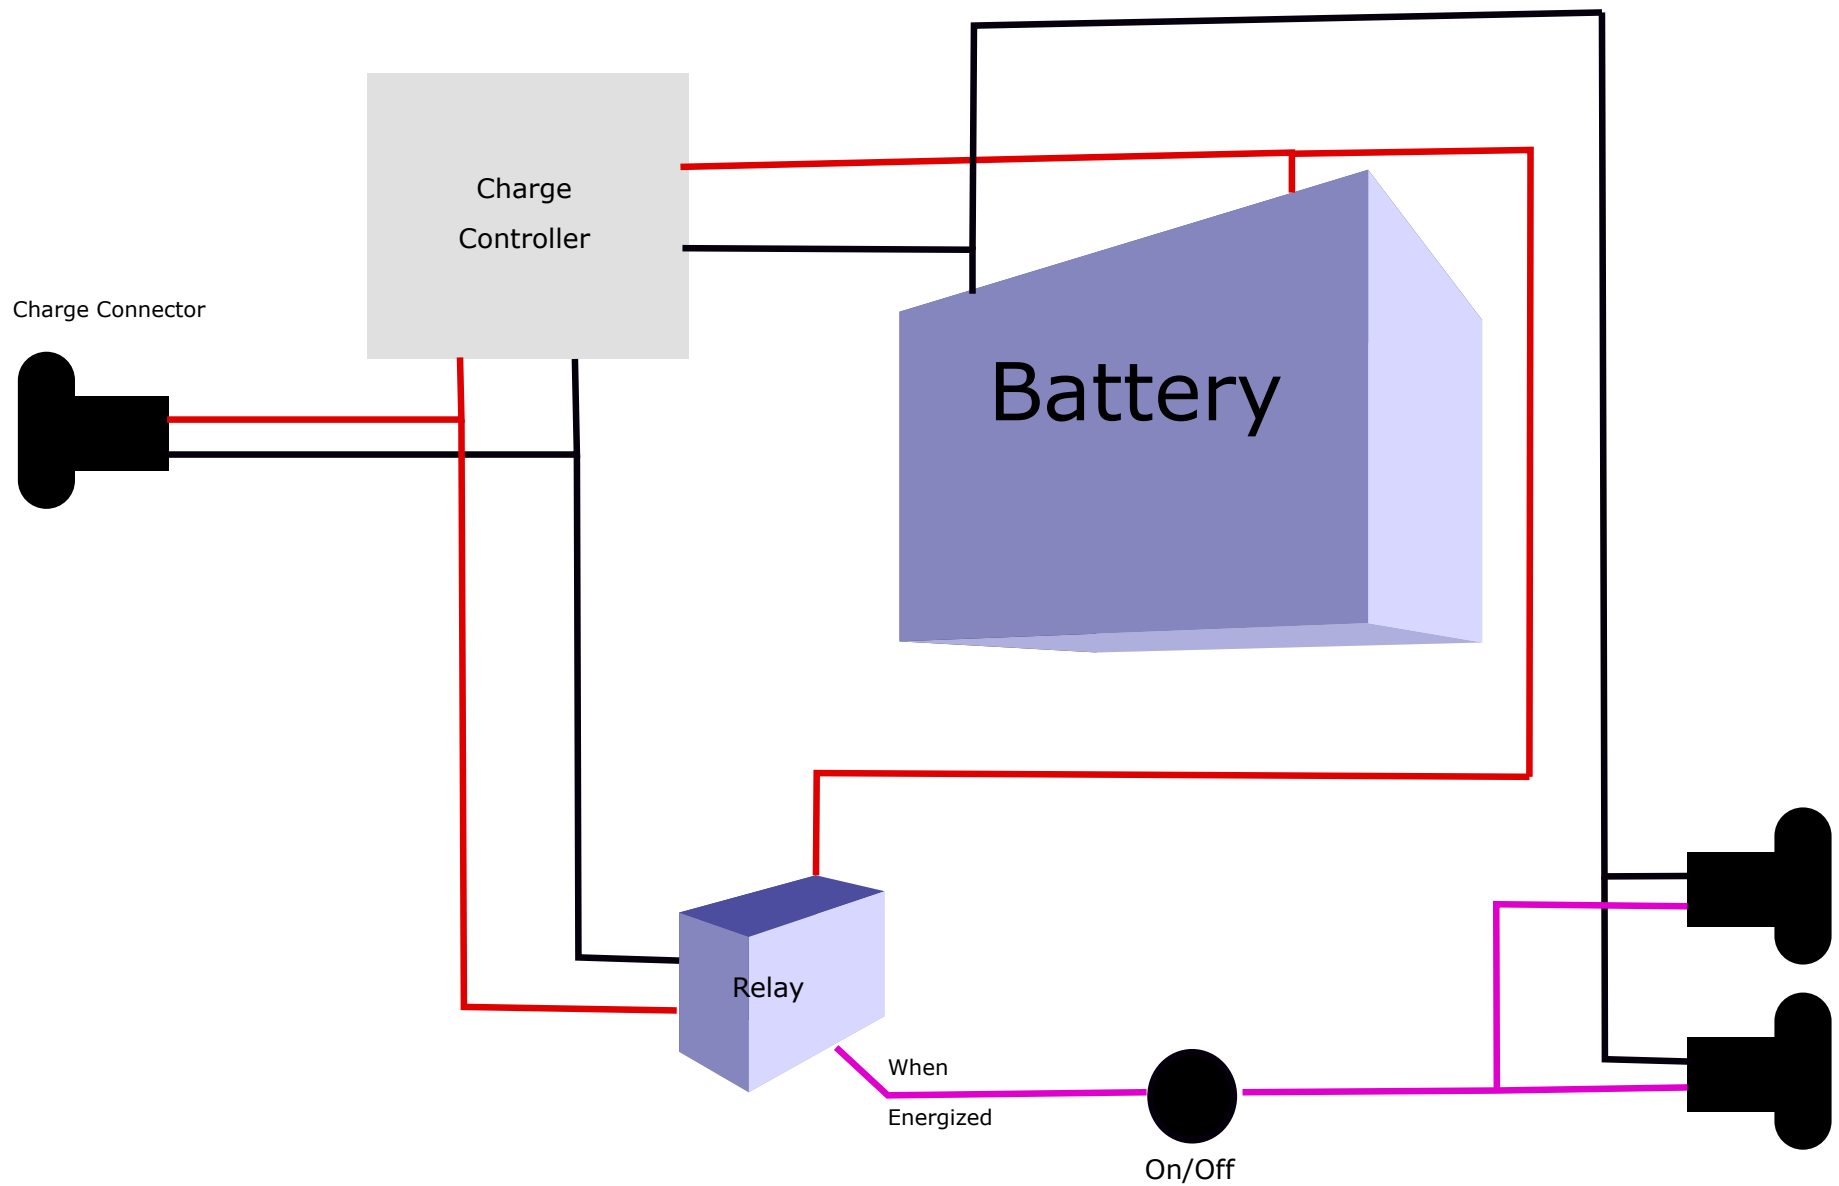 Charge
Controller
Charge Connector
Battery
Relay
When
Energized
On/Off